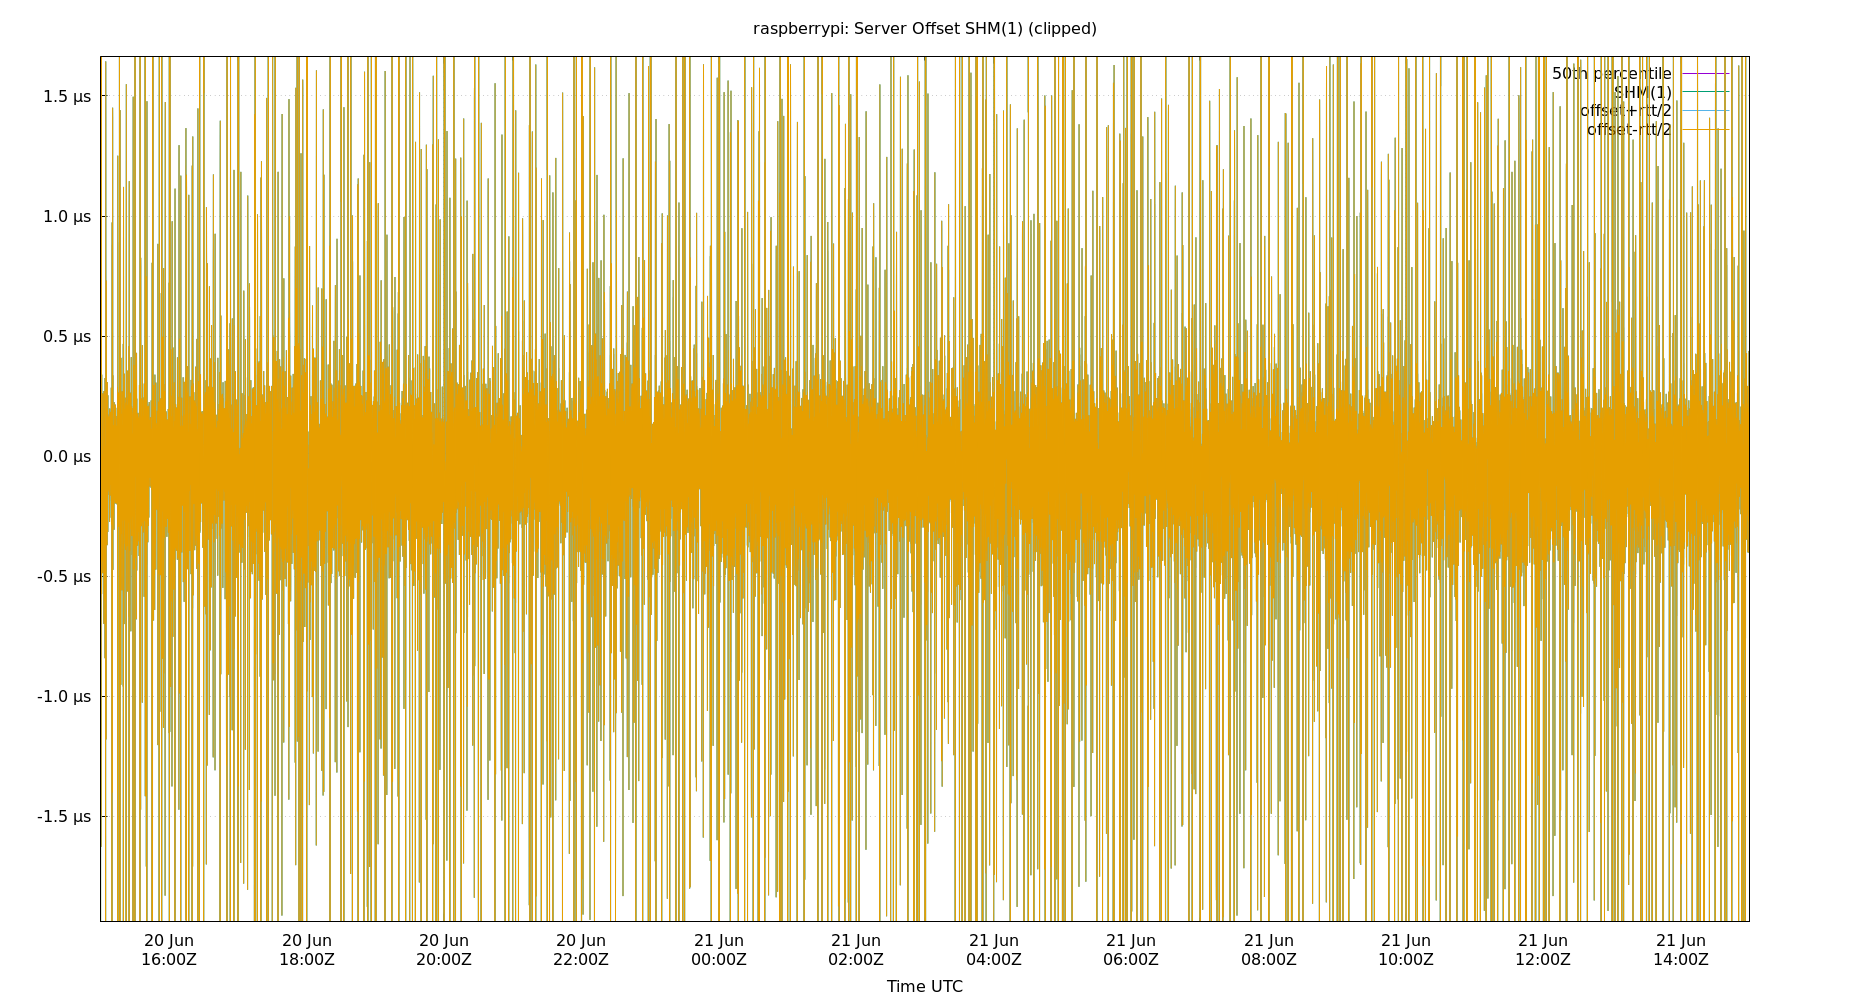 raspberrypi: Server Offset SHM(1) (clipped)
50th percentile
SHM(1)
offset+rtt/2
offset-rtt/2
1.5 µs
1.0 µs
0.5 µs
0.0 µs
-0.5 µs
-1.0 µs
-1.5 µs
20 Jun 20 Jun 20 Jun 20 Jun 21 Jun 21 Jun 21 Jun 21 Jun 21 Jun 21 Jun 21 Jun 21 Jun
16:00Z 18:00Z 20:00Z 22:00Z 00:00Z 02:00Z 04:00Z 06:00Z 08:00Z 10:00Z 12:00Z 14:00Z
Time UTC